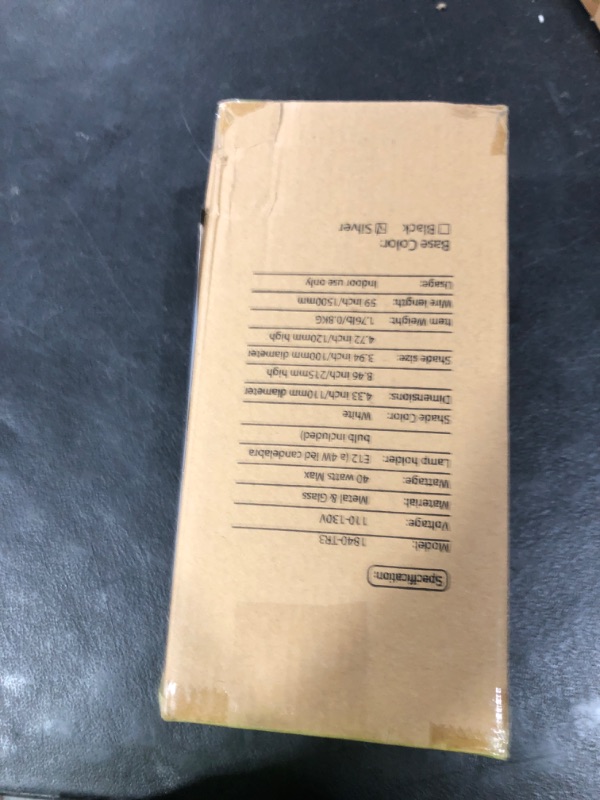 Specification:
Model: 1840-TR3
Voltage: 110-130V
Material: Metal & Glass
Wattage: 40 watts Max
Lamp holder: E12 (a 4W led candelabra
bulb included)
Shade Color: White
Dimensions: 4.33 inch/110mm diameter
8.46 inch/215mm high
Shade size: 3.94 inch/100mm diameter
4.72 inch/120mm high
Item Weight: 1.76lb/0.8KG
Wire length: 59 inch/1500mm
Usage: Indoor use only
Base Color:
☐ Black ☑ Silver